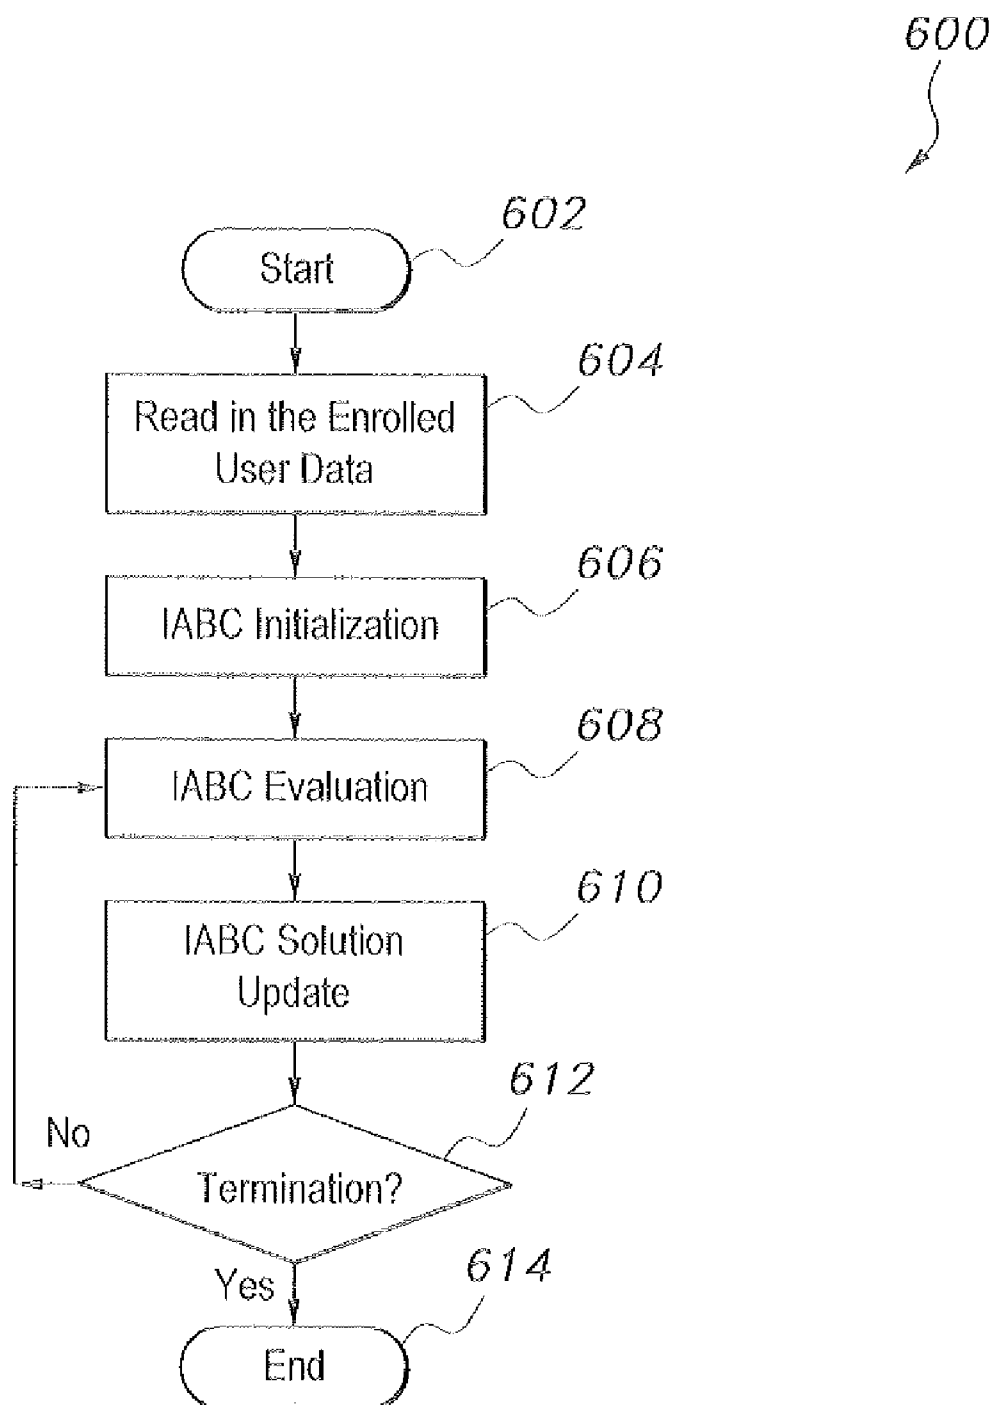 600
602
Start
604
Read in the Enrolled
User Data
606
IABC Initialization
608
IABC Evaluation
610
IABC Solution
Update
612
No
Termination?
614
Yes
End